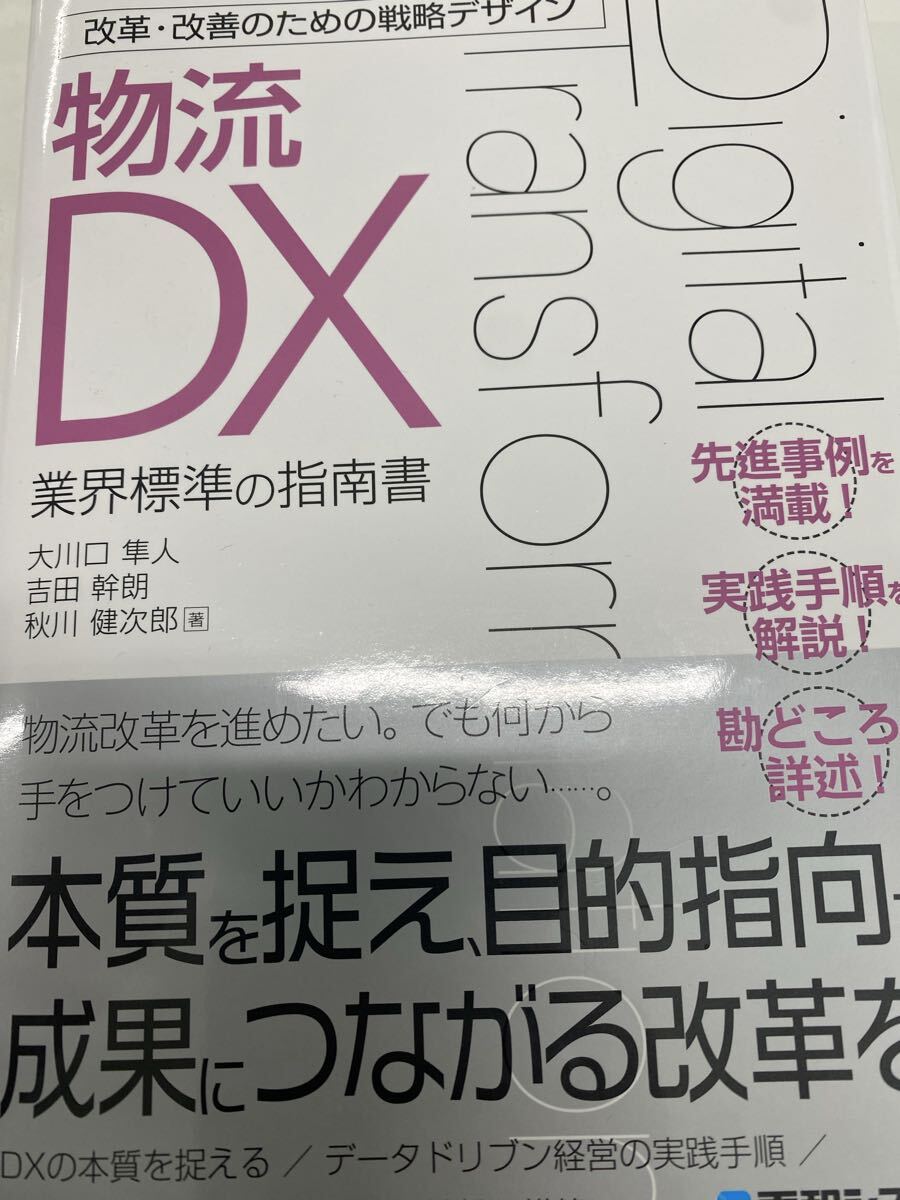 改革・改善のための戦略デザイン
物流
DX
業界標準の指南書
大川口 隼人
吉田 幹朗
秋川 健次郎 著
Digital
Transform
先進事例を
満載！
実践手順を
解説！
勘どころ
詳述！
物流改革を進めたい。でも何から
手をつけていいかわからない……。
本質を捉え、目的指向
成果につながる改革を
DXの本質を捉える ／ データドリブン経営の実践手順 ／